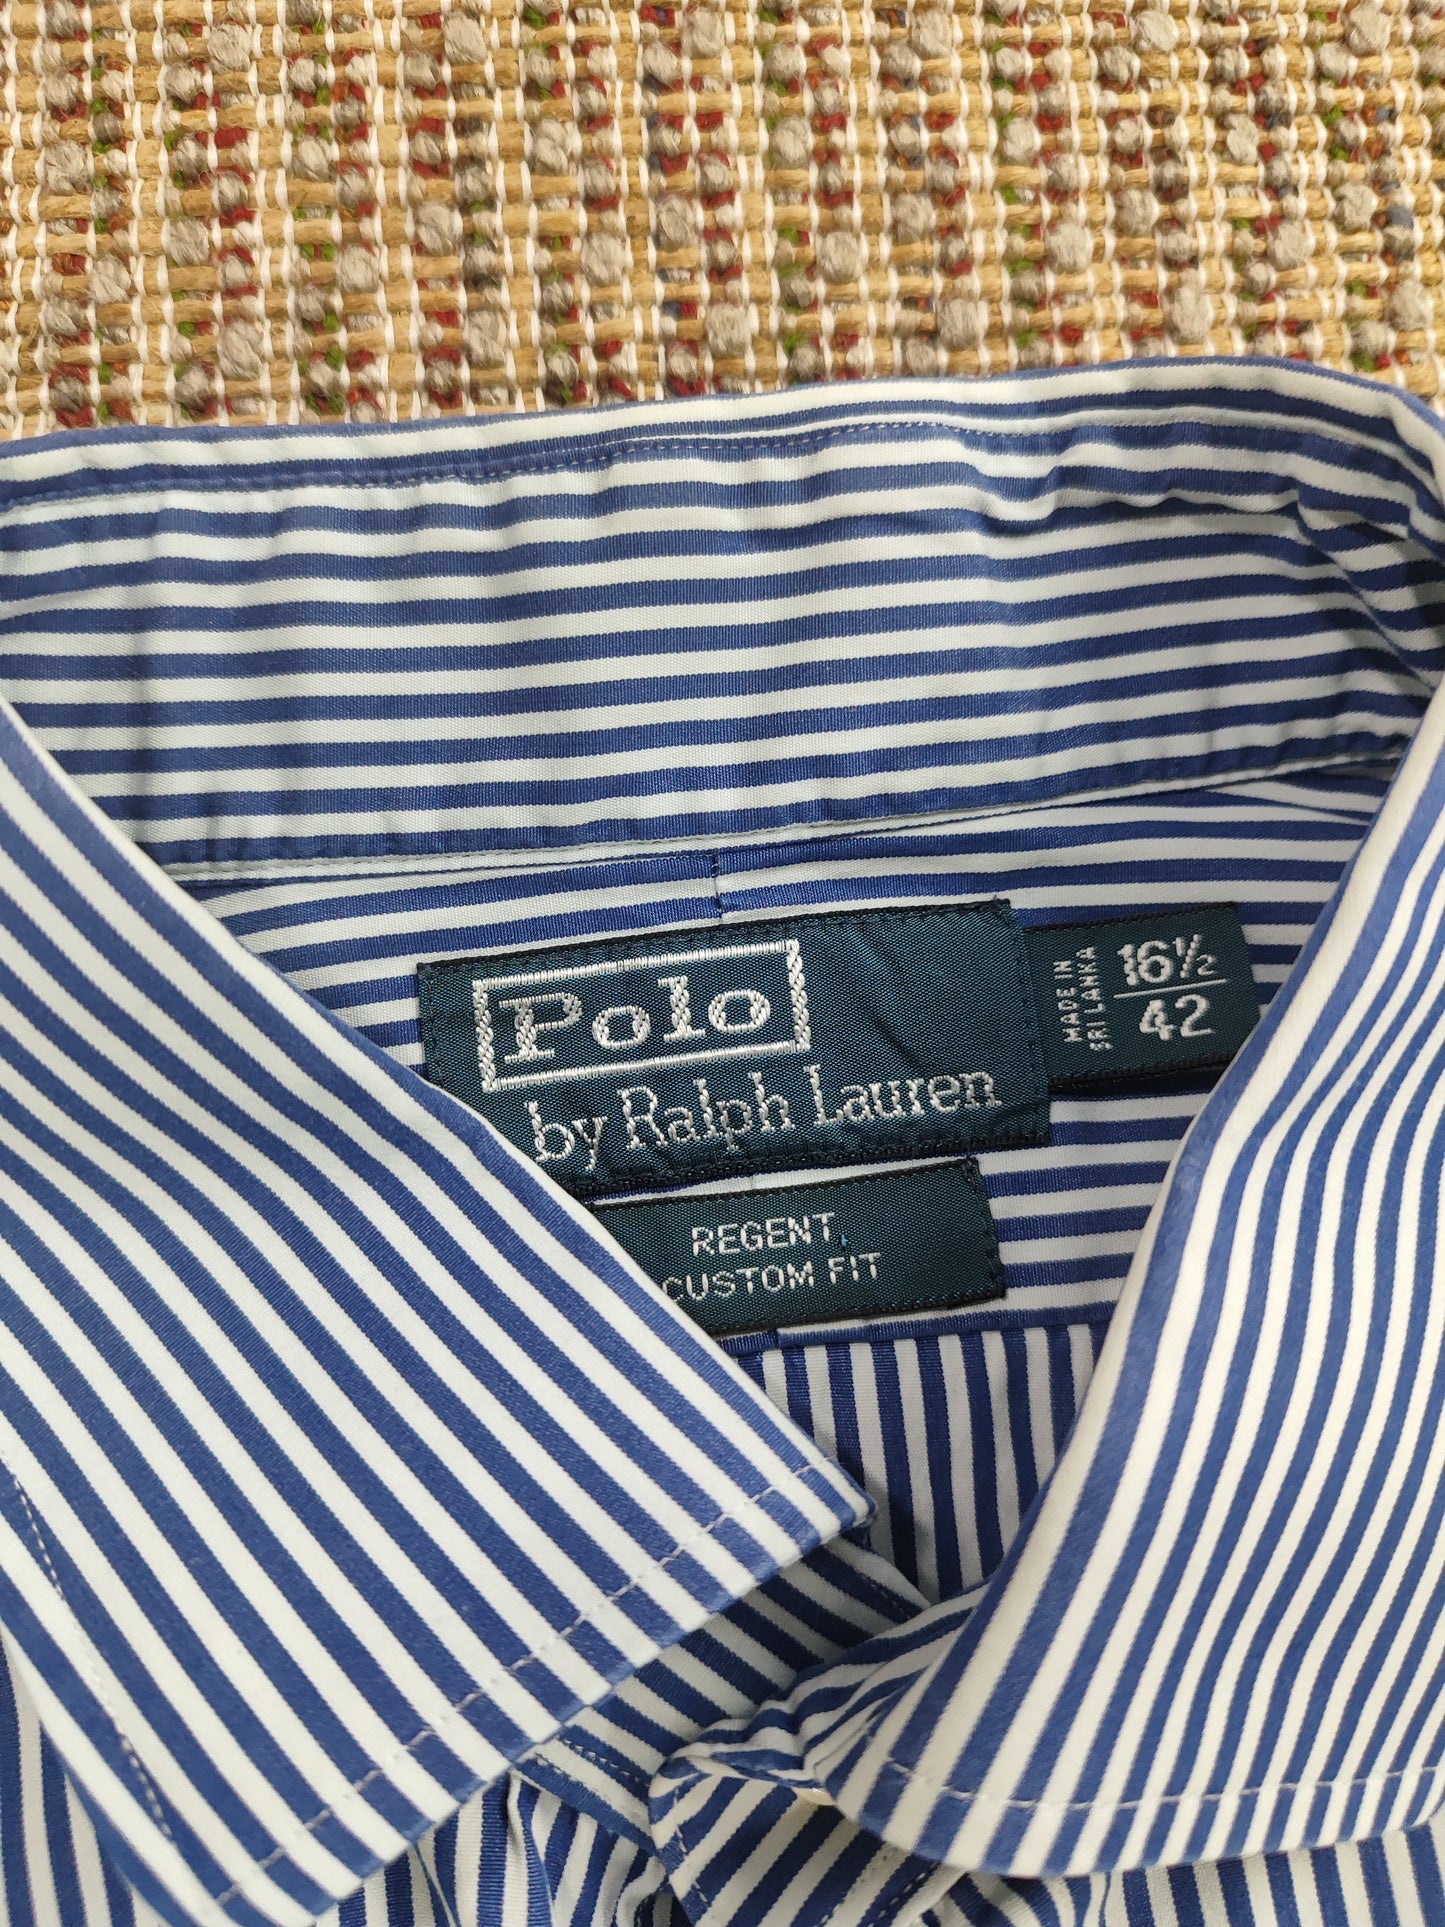 Polo
by Ralph Lauren
MADE IN
SRI LANKA
16½
42
REGENT,
CUSTOM FIT